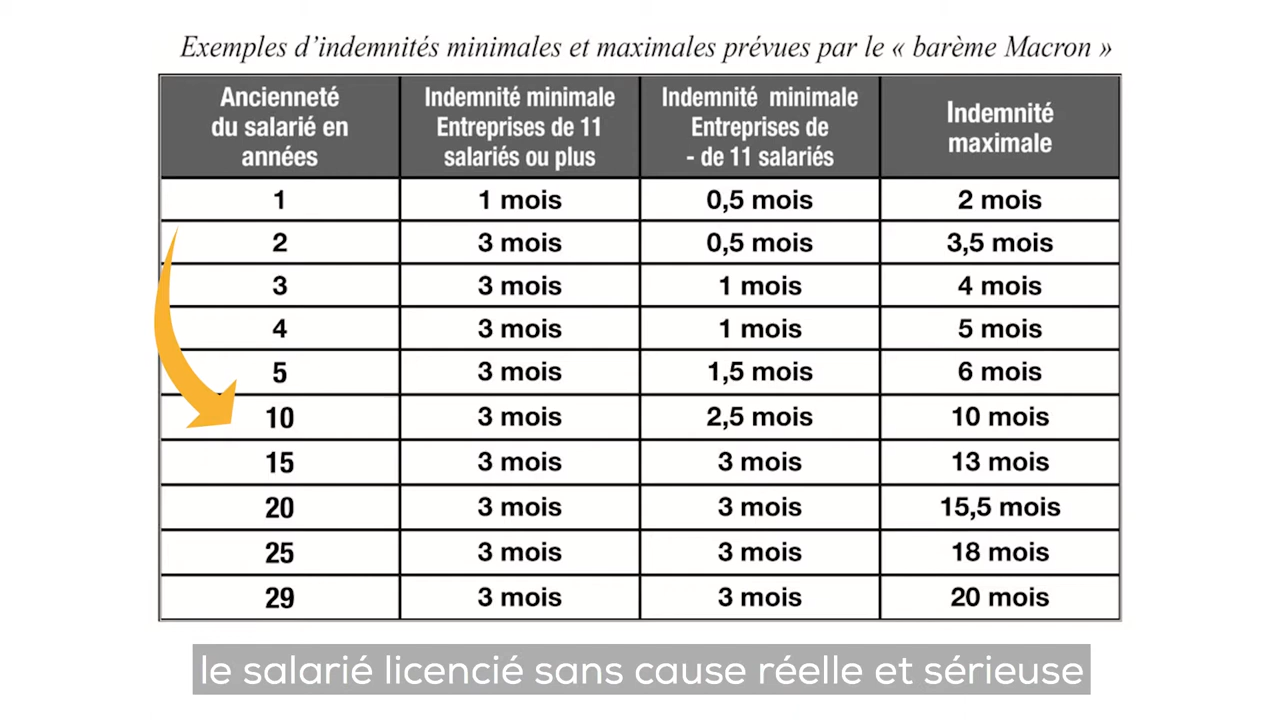 Exemples d’indemnités minimales et maximales prévues par le « barème Macron »
Ancienneté
du salarié en
années
Indemnité minimale
Entreprises de 11
salariés ou plus
Indemnité minimale
Entreprises de
- de 11 salariés
Indemnité
maximale
1 1 mois 0,5 mois 2 mois
2 3 mois 0,5 mois 3,5 mois
3 3 mois 1 mois 4 mois
4 3 mois 1 mois 5 mois
5 3 mois 1,5 mois 6 mois
10 3 mois 2,5 mois 10 mois
15 3 mois 3 mois 13 mois
20 3 mois 3 mois 15,5 mois
25 3 mois 3 mois 18 mois
29 3 mois 3 mois 20 mois
le salarié licencié sans cause réelle et sérieuse